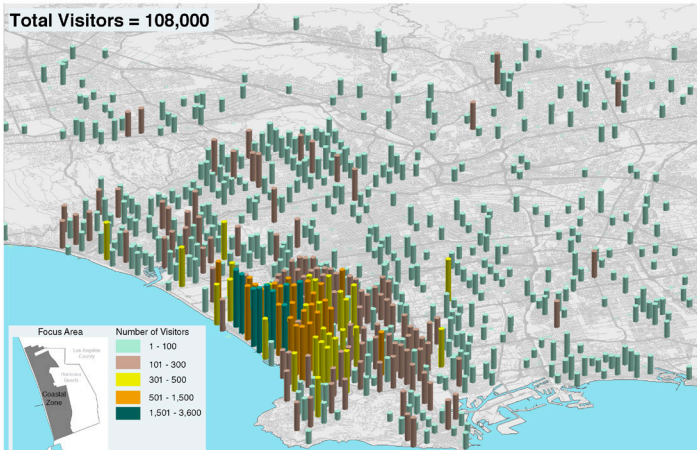 Total Visitors = 108,000
Focus Area
Los Angeles
County
Hermosa
Beach
Coastal
Zone
Number of Visitors
1 - 100
101 - 300
301 - 500
501 - 1,500
1,501 - 3,600